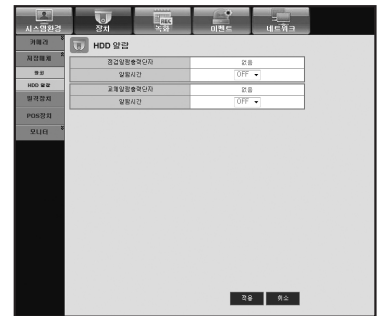 시스템환경 장치 녹화 이벤트 네트워크
카메라
저장매체
장치
HDD 알람
원격장치
POS장치
모니터
HDD 알람
점검알람출력단자 없음
알람시간 OFF
교체알람출력단자 없음
알람시간 OFF
적용 취소